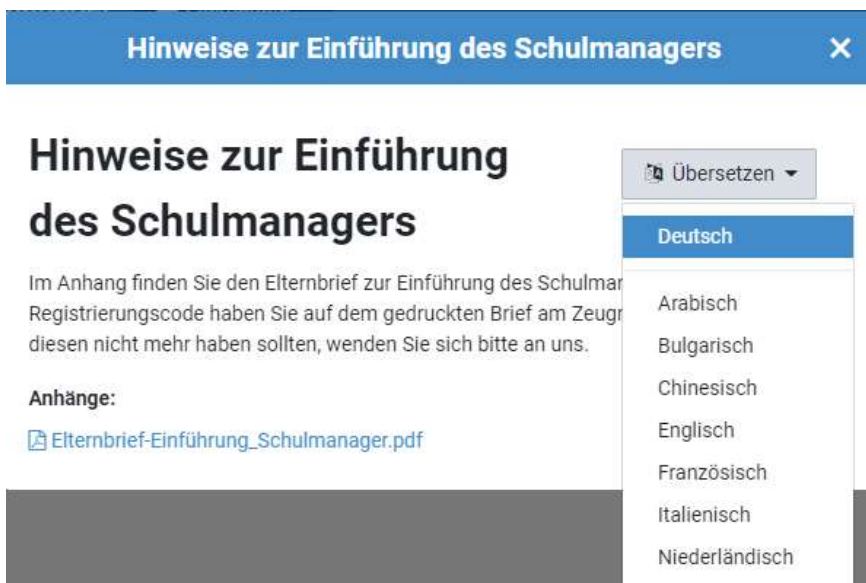 Hinweise zur Einführung des Schulmanagers
Hinweise zur Einführung
des Schulmanagers
Übersetzen
Deutsch
Im Anhang finden Sie den Elternbrief zur Einführung des
Registrierungscode haben Sie auf dem gedruckten Brief am
diesen nicht mehr haben sollten, wenden Sie sich bitte an uns.
Anhänge:
Elternbrief-Einführung_Schulmanager.pdf
Arabisch
Bulgarisch
Chinesisch
Englisch
Französisch
Italienisch
Niederländisch